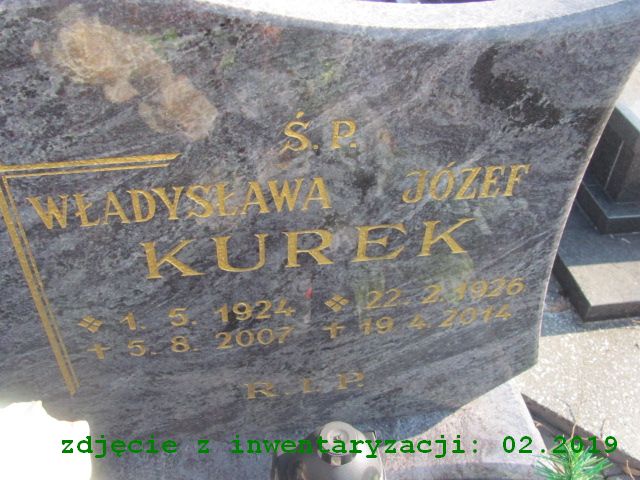 Ś.P.
WŁADYSŁAWA JÓZEF
KUREK
❖ 1. 5. 1924 ❖ 22. 2. 1926
✝ 5. 8. 2007 ✝ 19. 4. 2014
R.I.P.
zdjęcie z inwentaryzacji: 02.2019